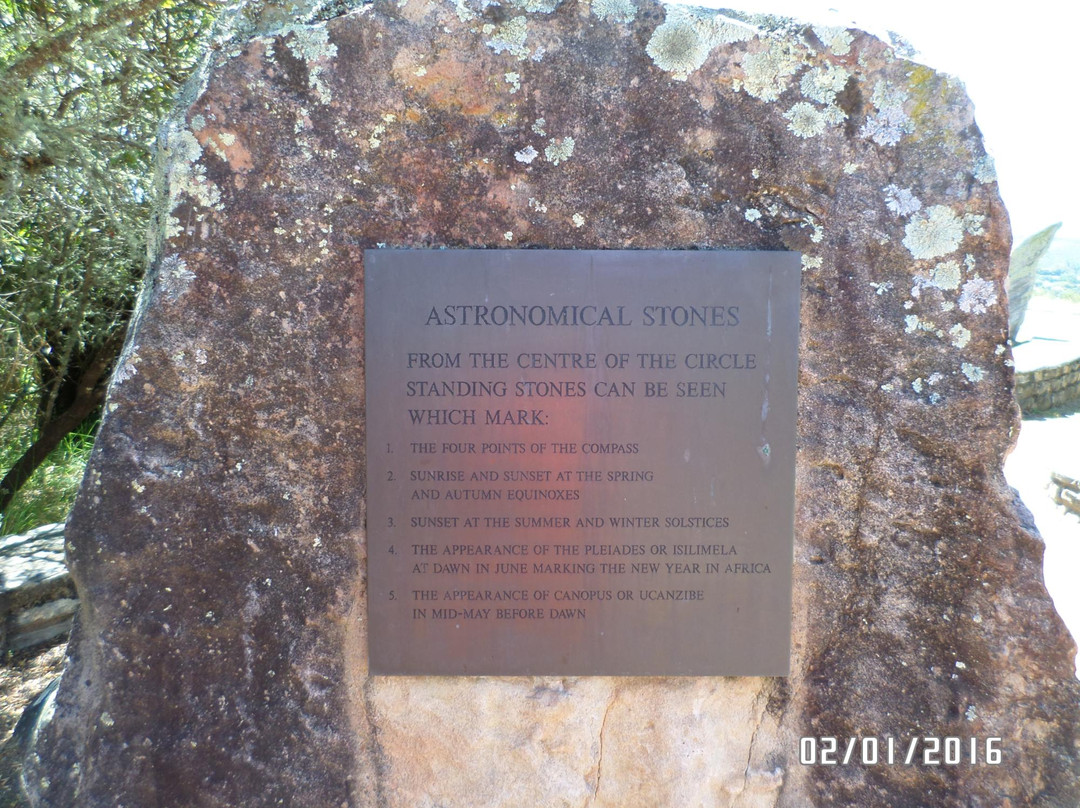 ASTRONOMICAL STONES
FROM THE CENTRE OF THE CIRCLE
STANDING STONES CAN BE SEEN
WHICH MARK:
1. THE FOUR POINTS OF THE COMPASS
2. SUNRISE AND SUNSET AT THE SPRING
AND AUTUMN EQUINOXES
3. SUNSET AT THE SUMMER AND WINTER SOLSTICES
4. THE APPEARANCE OF THE PLEIADES OR ISILIMELA
AT DAWN IN JUNE MARKING THE NEW YEAR IN AFRICA
5. THE APPEARANCE OF CANOPUS OR UCANZIBE
IN MID-MAY BEFORE DAWN
02/01/2016